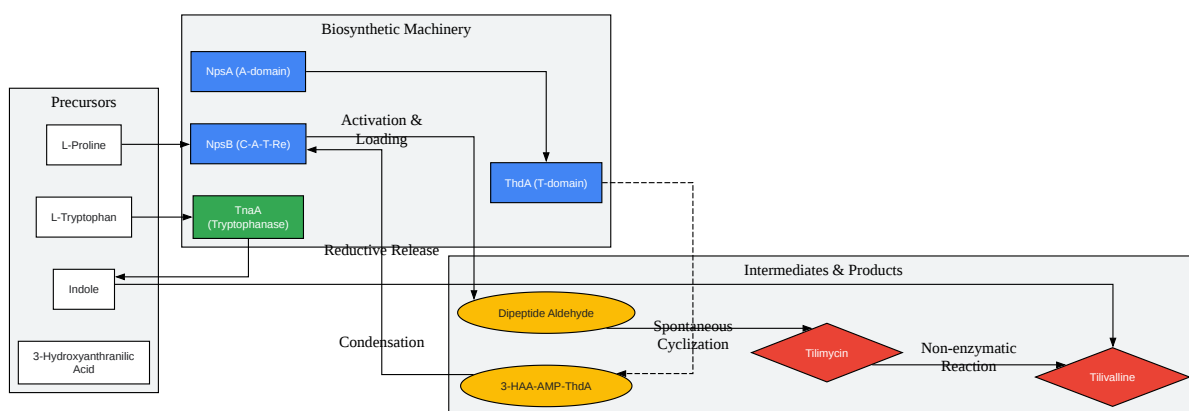 Biosynthetic Machinery
NpsA (A-domain)
Precursors
Activation &
Loading
L-Proline
NpsB (C-A-T-Re)
ThdA (T-domain)
L-Tryptophan
TnaA
(Tryptophanase)
Reductive Release
Intermediates & Products
Indole
Dipeptide Aldehyde
Spontaneous
Cyclization
Condensation
Non-enzymatic
Reaction
Tilimycin
3-Hydroxyanthranilic
Acid
3-HAA-AMP-ThdA
Tilivalline